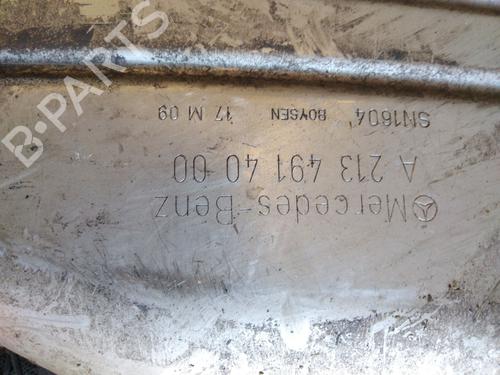 Mercedes-Benz
A 213 491 40 00
SN1604 BOYSEN 17 M 09
B-PARTS